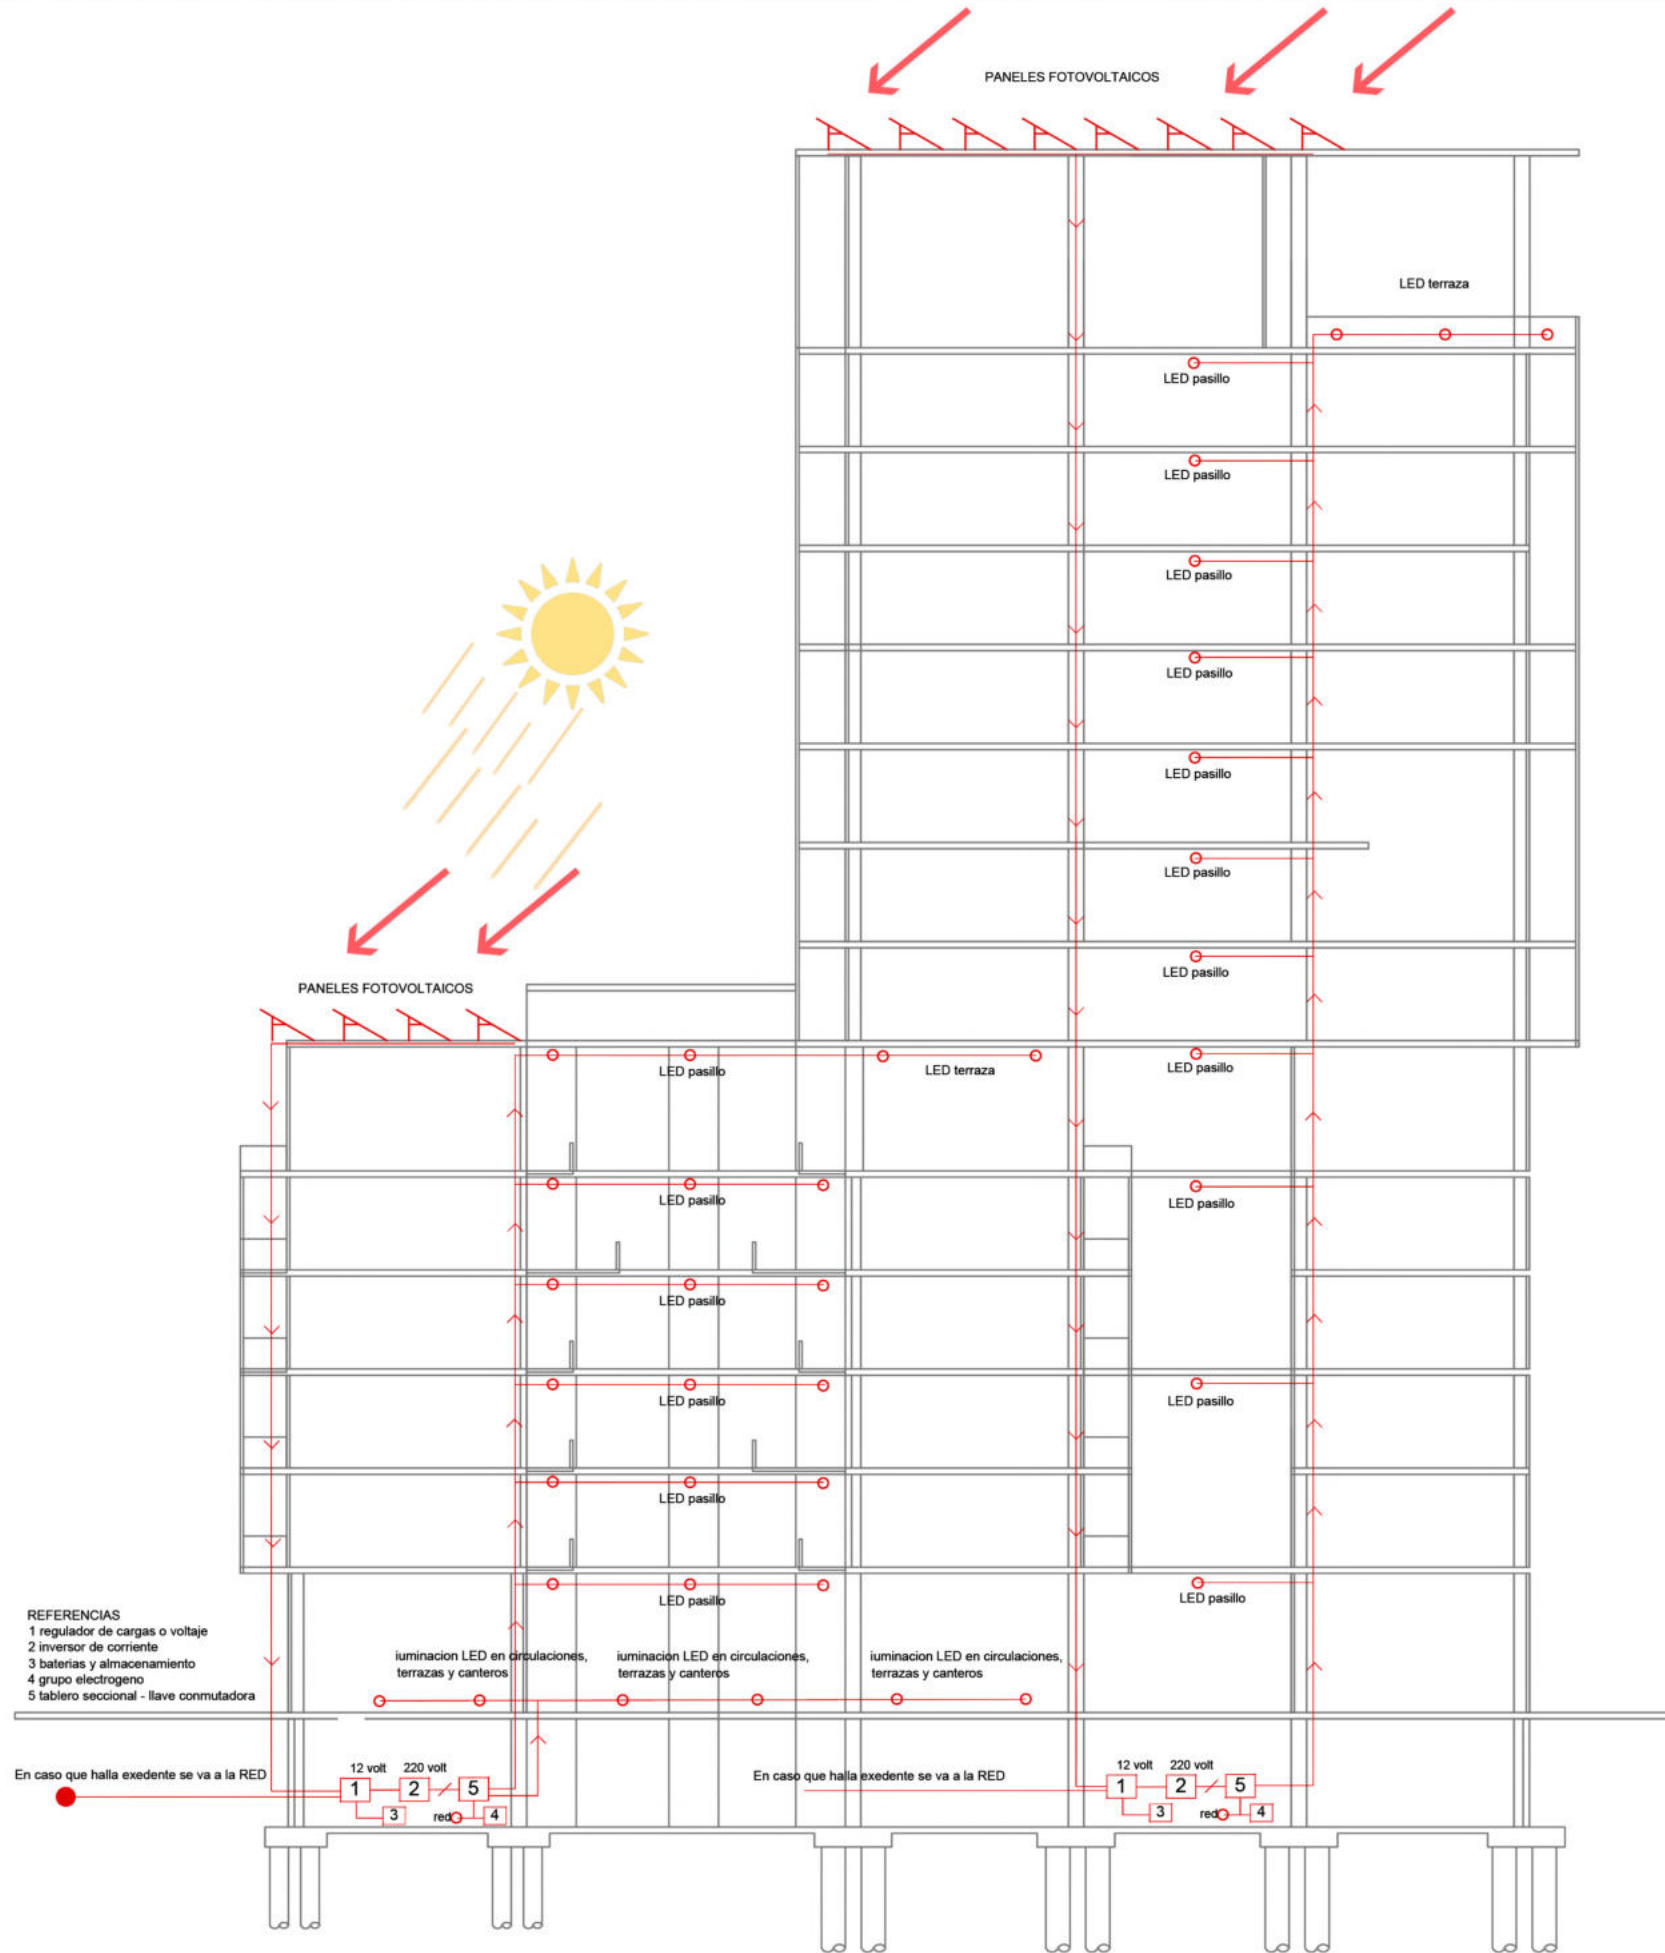 PANELES FOTOVOLTAICOS
LED terraza
LED pasillo
LED pasillo
LED pasillo
LED pasillo
LED pasillo
LED pasillo
LED pasillo
PANELES FOTOVOLTAICOS
LED pasillo
LED terraza
LED pasillo
LED pasillo
LED pasillo
LED pasillo
LED pasillo
LED pasillo
LED pasillo
LED pasillo
LED pasillo
REFERENCIAS
1 regulador de cargas o voltaje
2 inversor de corriente
3 baterias y almacenamiento
4 grupo electrogeno
5 tablero seccional - llave conmutadora
iuminacion LED en circulaciones,
terrazas y canteros
iuminacion LED en circulaciones,
terrazas y canteros
iuminacion LED en circulaciones,
terrazas y canteros
En caso que halla exedente se va a la RED
12 volt
220 volt
1
2
5
3
red
4
En caso que halla exedente se va a la RED
12 volt
220 volt
1
2
5
3
red
4